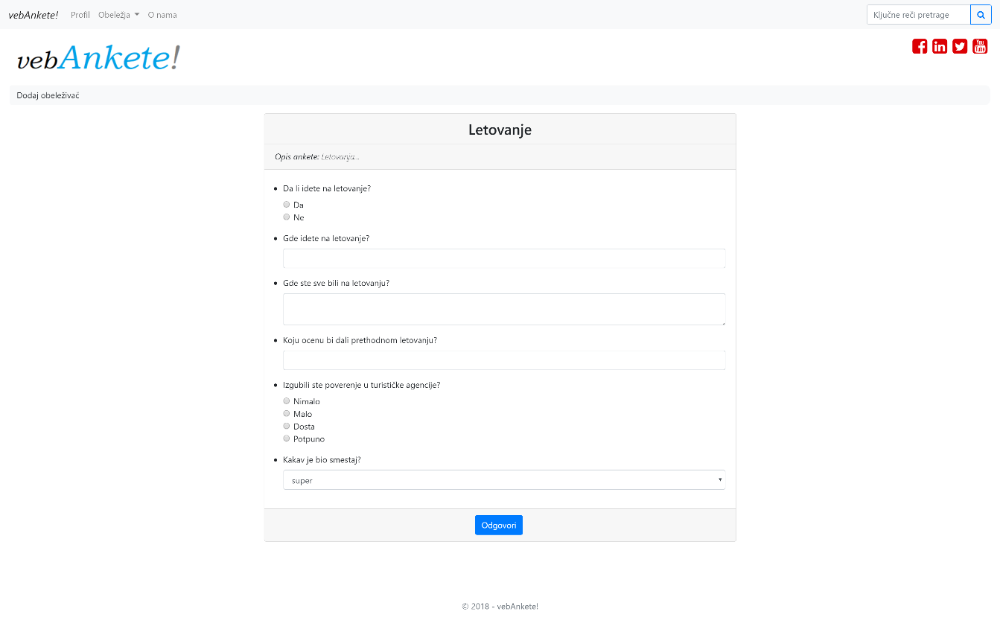 vebAnkete! Profil Obeležja O nama Ključne reči pretrage
vebAnkete!
You Tube
Dodaj obeleživač
Letovanje
Opis ankete: Letovanja...
Da li idete na letovanje?
Da
Ne
Gde idete na letovanje?
Gde ste sve bili na letovanju?
Koju ocenu bi dali prethodnom letovanju?
Izgubili ste poverenje u turističke agencije?
Nimalo
Malo
Dosta
Potpuno
Kakav je bio smestaj?
super
Odgovori
© 2018 - vebAnkete!